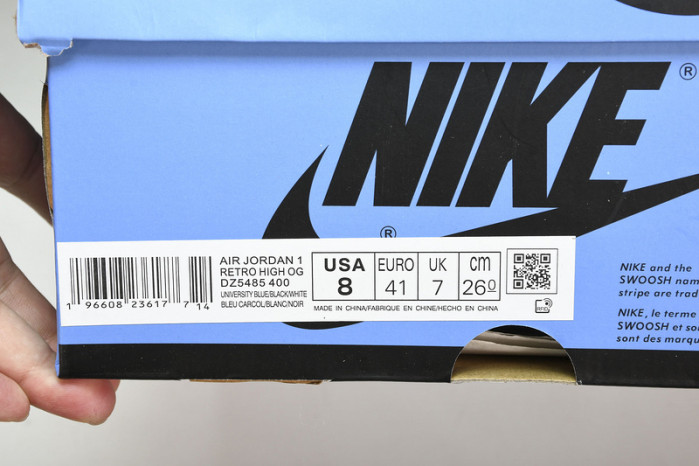 NIKE®
®
AIR JORDAN 1
RETRO HIGH OG
DZ5485 400
UNIVERSITY BLUE/BLACK/WHITE
BLEU CARCOL/BLANC/NOIR
1 96608 23617 7 14
USA EURO UK cm
8 41 7 26⁰
MADE IN CHINA/FABRIQUE EN CHINE/HECHO EN CHINA
RFID
NIKE and the
SWOOSH nam
stripe are trad
NIKE, le terme
SWOOSH et so
sont des marqu